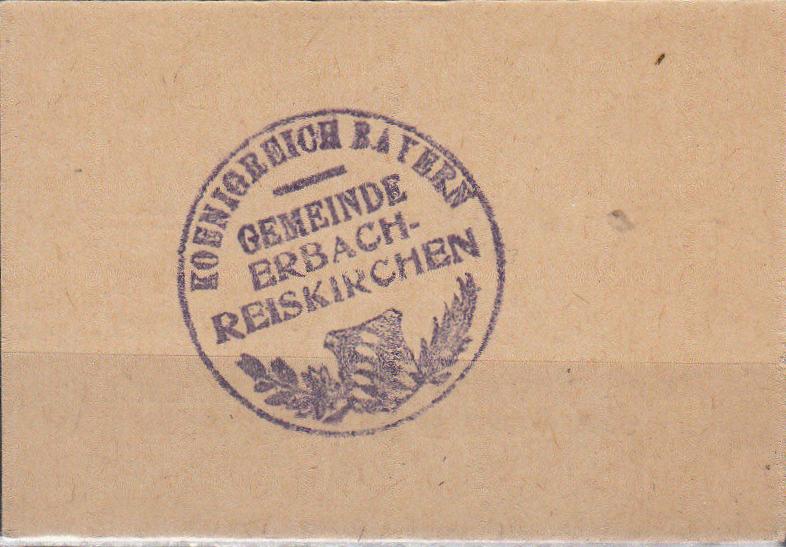 KOENIGREICH BAYERN
GEMEINDE
ERBACH-
REISKIRCHEN